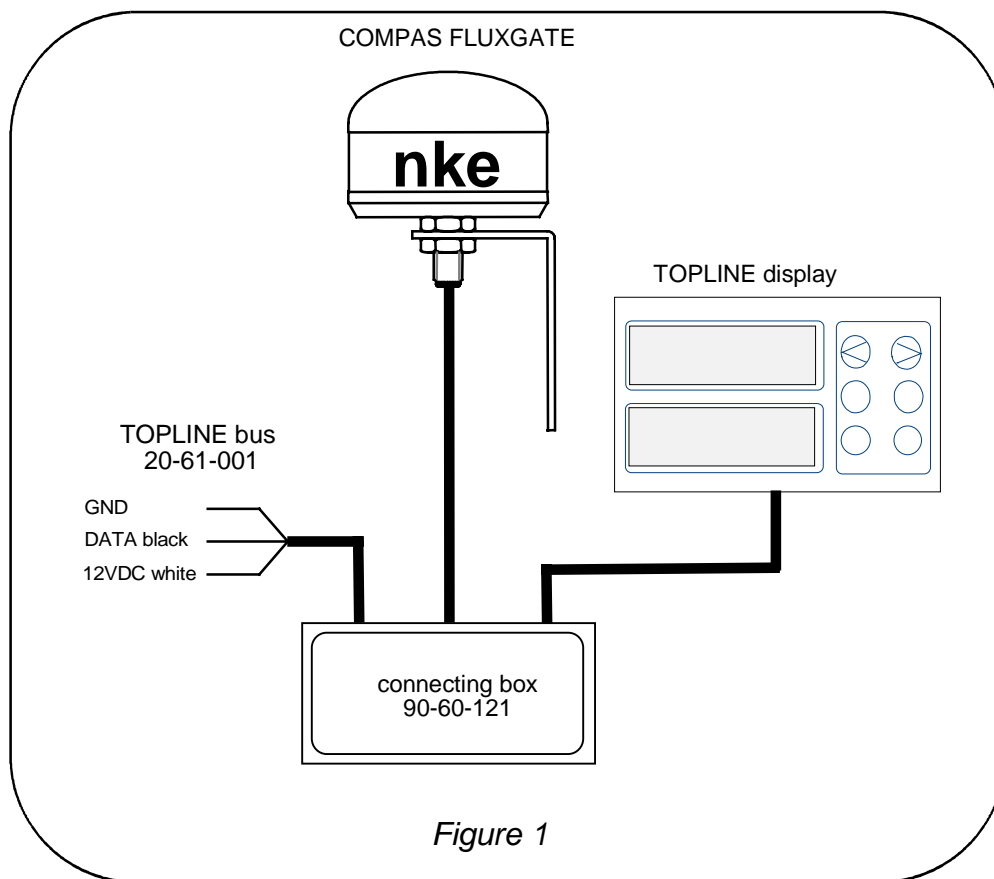 COMPAS FLUXGATE
nke
TOPLINE display
TOPLINE bus
20-61-001
GND
DATA black
12VDC white
connecting box
90-60-121
Figure 1